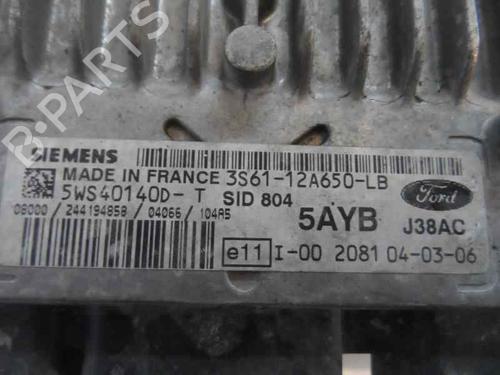 B-PARTS
SIEMENS
MADE IN FRANCE 3S61-12A650-LB
5WS40140D-T SID 804
Ford
08000/244194858/04066/104A5
5AYB J38AC
e11 I-00 2081 04-03-06